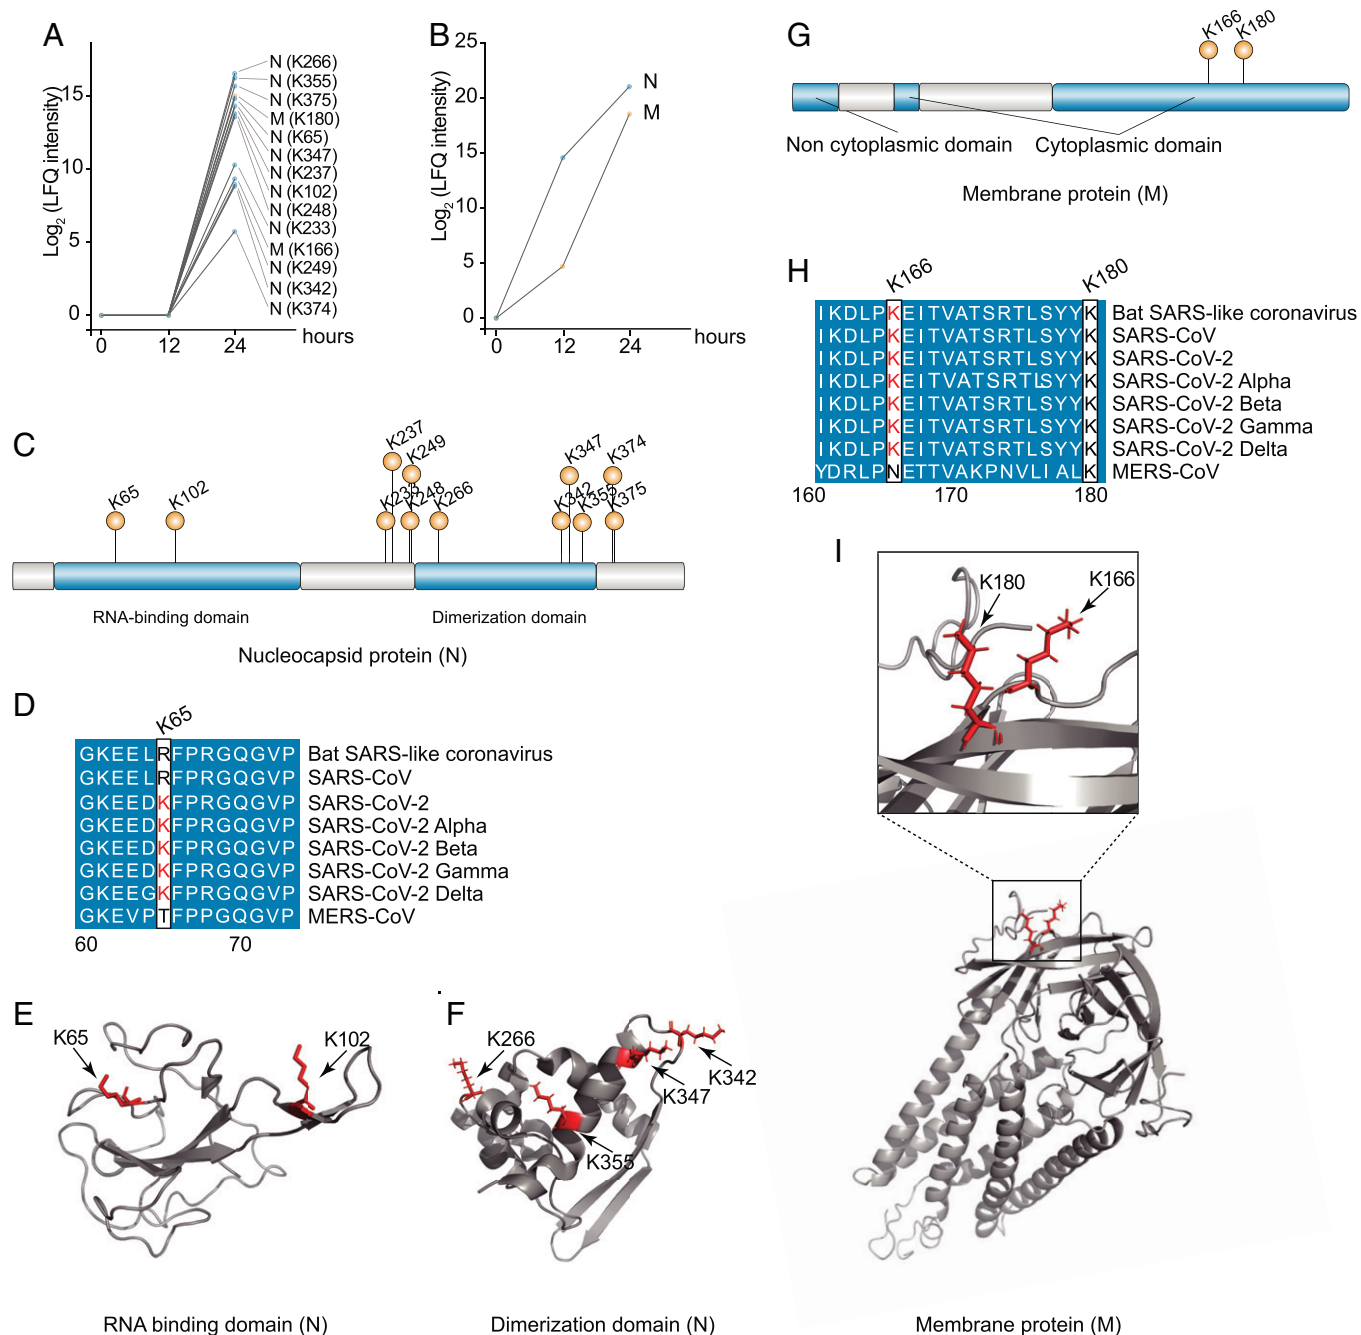 A
Log2 (LFQ intensity)
15
10
5
0
0
12
24
hours
N (K266)
N (K355)
N (K375)
M (K180)
N (K65)
N (K347)
N (K237)
N (K102)
N (K248)
N (K233)
M (K166)
N (K249)
N (K342)
N (K374)
B
Log2 (LFQ intensity)
25
20
15
10
5
0
0
12
24
hours
N
M
C
K65
K102
K237
K249
K233
K248
K266
K347
K374
K342
K355
K375
RNA-binding domain
Dimerization domain
Nucleocapsid protein (N)
D
K65
GKEELRFPRGQGVP Bat SARS-like coronavirus
GKEELRFPRGQGVP SARS-CoV
GKEEDKFPRGQGVP SARS-CoV-2
GKEEDKFPRGQGVP SARS-CoV-2 Alpha
GKEEDKFPRGQGVP SARS-CoV-2 Beta
GKEEDKFPRGQGVP SARS-CoV-2 Gamma
GKEEGKFPRGQGVP SARS-CoV-2 Delta
GKEVPTFPPGQGVP MERS-CoV
60 70
E
K65
K102
RNA binding domain (N)
F
K266
K342
K347
K355
Dimerization domain (N)
G
K166
K180
Non cytoplasmic domain
Cytoplasmic domain
Membrane protein (M)
H
K166
K180
IKDLPKEITVATSRTLSYYK Bat SARS-like coronavirus
IKDLPKEITVATSRTLSYYK SARS-CoV
IKDLPKEITVATSRTLSYYK SARS-CoV-2
IKDLPKEITVATSRTLSYYK SARS-CoV-2 Alpha
IKDLPKEITVATSRTLSYYK SARS-CoV-2 Beta
IKDLPKEITVATSRTLSYYK SARS-CoV-2 Gamma
IKDLPKEITVATSRTLSYYK SARS-CoV-2 Delta
YDRLPNETTVAKPNVLIALK MERS-CoV
160 170 180
I
K180
K166
Membrane protein (M)